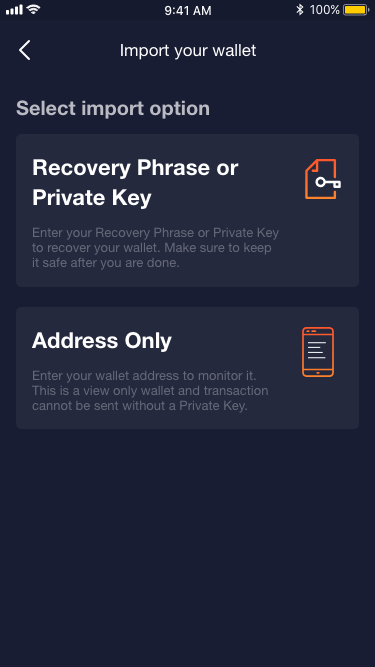 9:41 AM
100%
Import your wallet
Select import option
Recovery Phrase or
Private Key
Enter your Recovery Phrase or Private Key
to recover your wallet. Make sure to keep
it safe after you are done.
Address Only
Enter your wallet address to monitor it.
This is a view only wallet and transaction
cannot be sent without a Private Key.